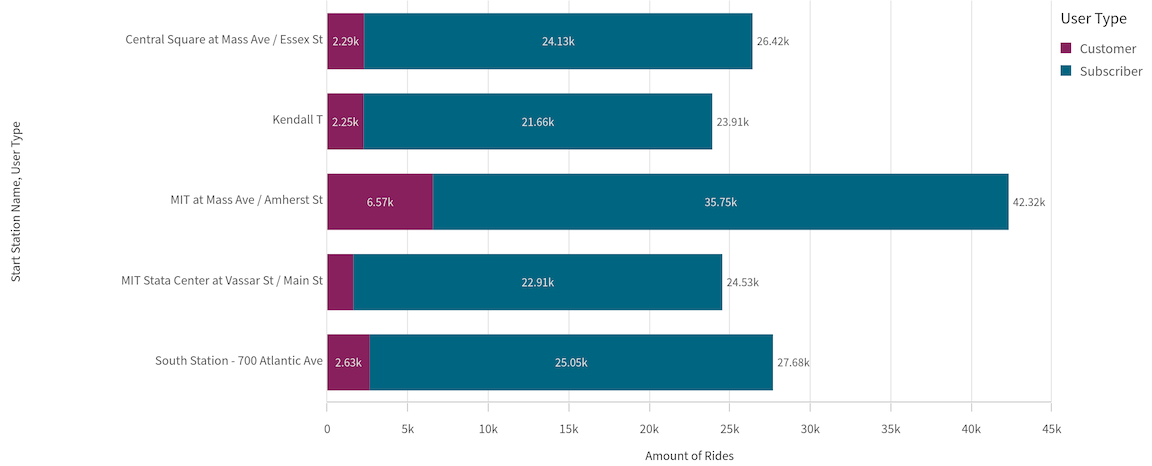 User Type
Customer
Subscriber
Start Station Name, User Type
Central Square at Mass Ave / Essex St 2.29k 24.13k 26.42k
Kendall T 2.25k 21.66k 23.91k
MIT at Mass Ave / Amherst St 6.57k 35.75k 42.32k
MIT Stata Center at Vassar St / Main St 22.91k 24.53k
South Station - 700 Atlantic Ave 2.63k 25.05k 27.68k
0 5k 10k 15k 20k 25k 30k 35k 40k 45k
Amount of Rides